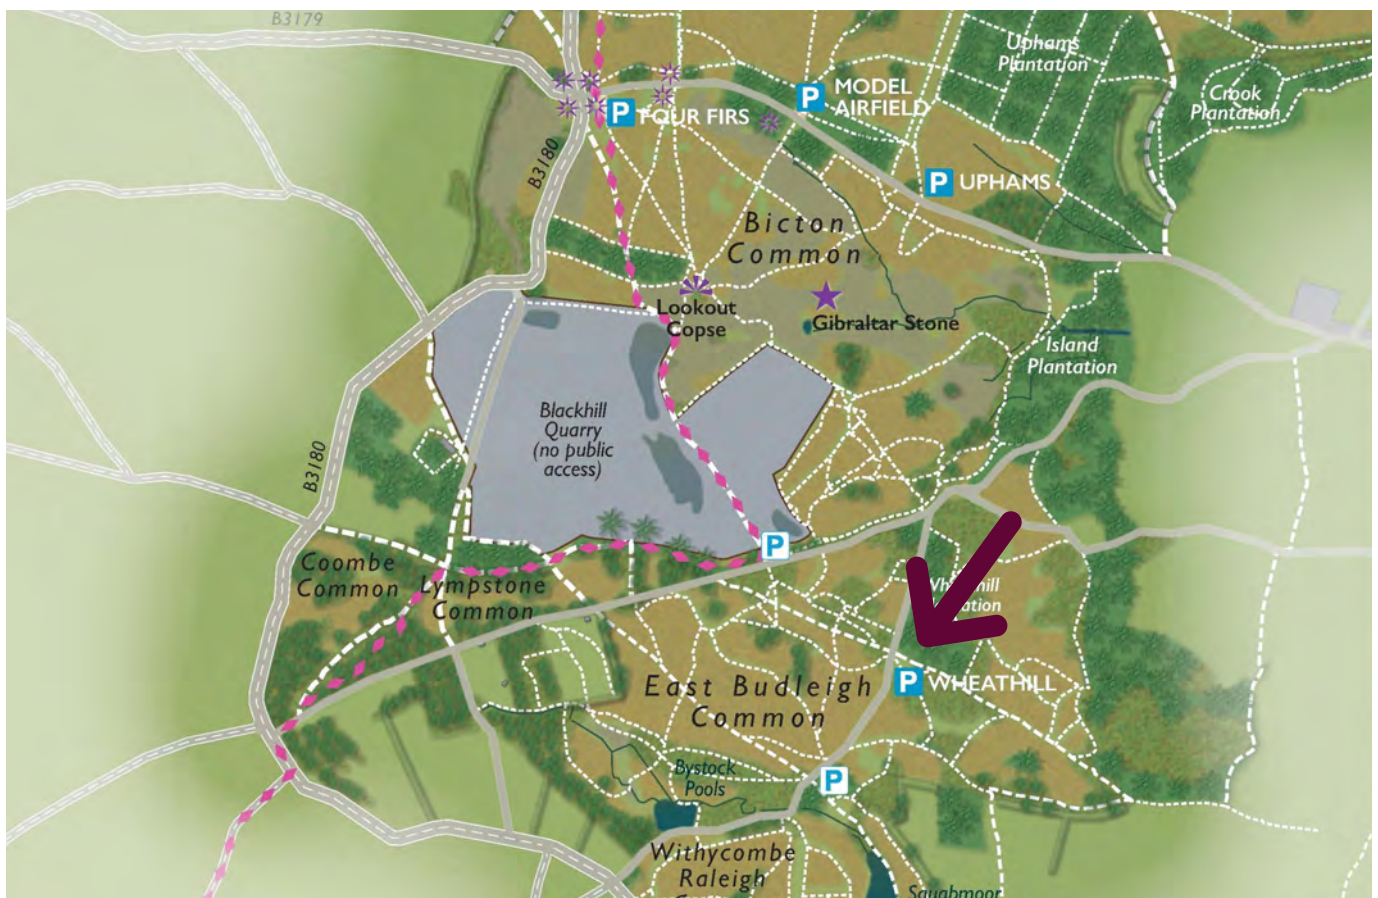 B3179
Uphams
Plantation
MODEL
AIRFIELD
Crook
Plantation
P
P
FOUR FIRS
B3180
P
UPHAMS
Bicton
Common
Lookout
Copse
Gibraltar Stone
Island
Plantation
Blackhill
Quarry
(no public
access)
B3180
P
Coombe
Common
Lympstone
Common
P
WHEATHILL
East Budleigh
Common
Bystock
Pools
P
Withycombe
Raleigh
Squabmoor